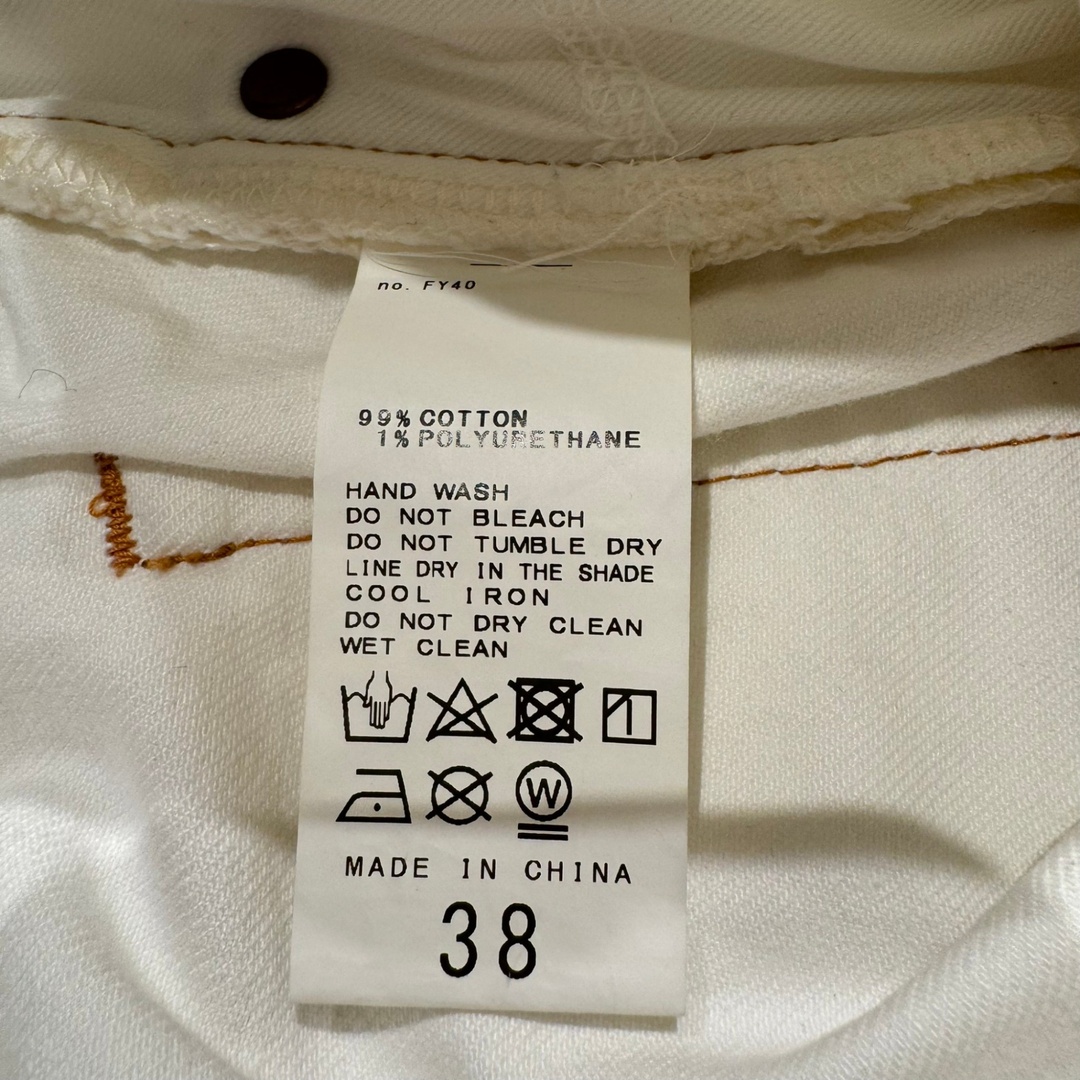 no. FY40
99% COTTON
1% POLYURETHANE
HAND WASH
DO NOT BLEACH
DO NOT TUMBLE DRY
LINE DRY IN THE SHADE
COOL IRON
DO NOT DRY CLEAN
WET CLEAN
W
MADE IN CHINA
38